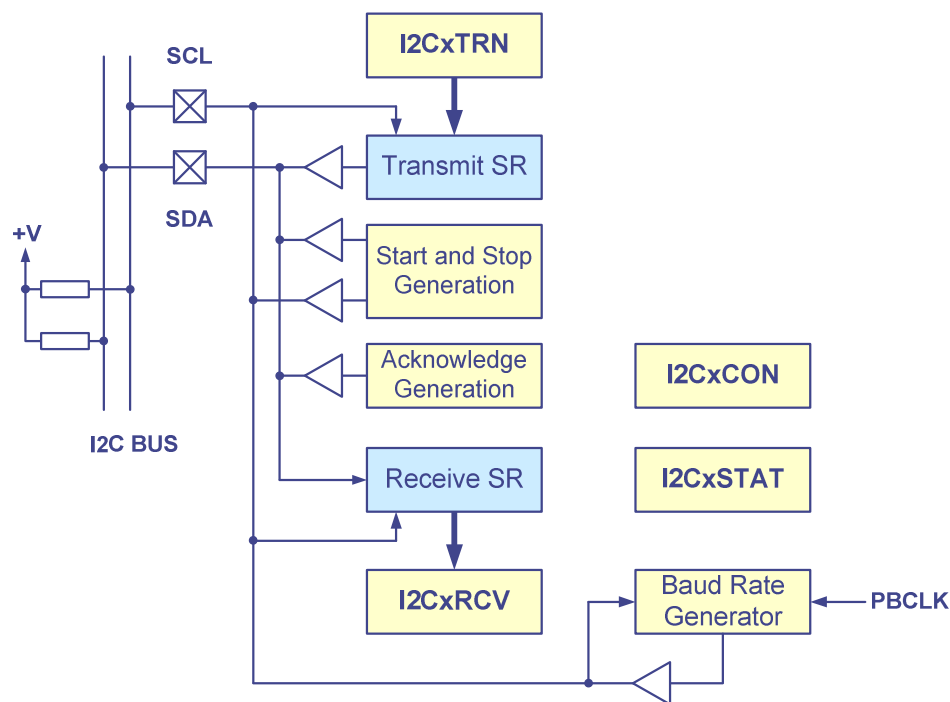 I2CxTRN
SCL
Transmit SR
SDA
+V
Start and Stop
Generation
Acknowledge
Generation
I2CxCON
I2C BUS
Receive SR
I2CxSTAT
I2CxRCV
Baud Rate
Generator
PBCLK